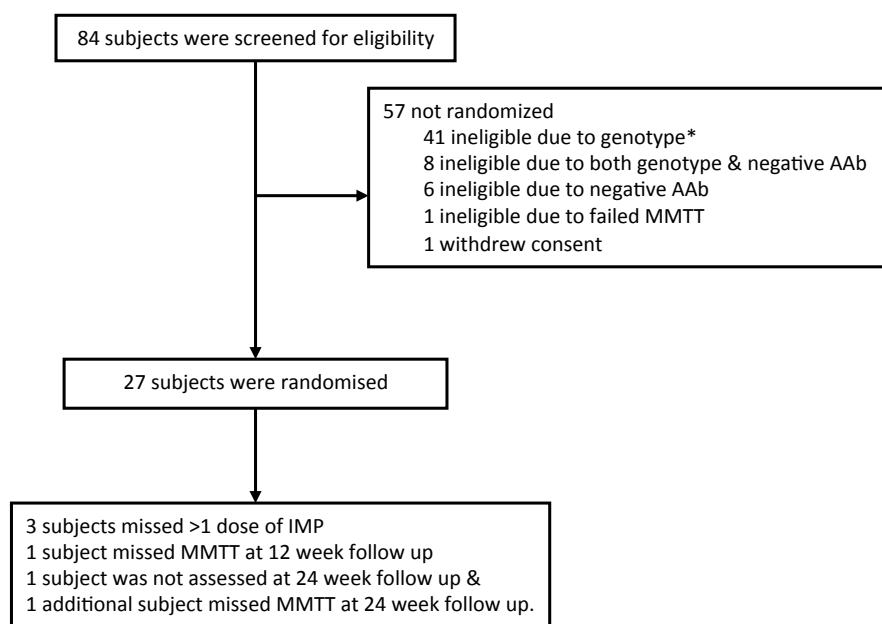 84 subjects were screened for eligibility
57 not randomized
41 ineligible due to genotype*
8 ineligible due to both genotype & negative AAb
6 ineligible due to negative AAb
1 ineligible due to failed MMTT
1 withdrew consent
27 subjects were randomised
3 subjects missed >1 dose of IMP
1 subject missed MMTT at 12 week follow up
1 subject was not assessed at 24 week follow up &
1 additional subject missed MMTT at 24 week follow up.